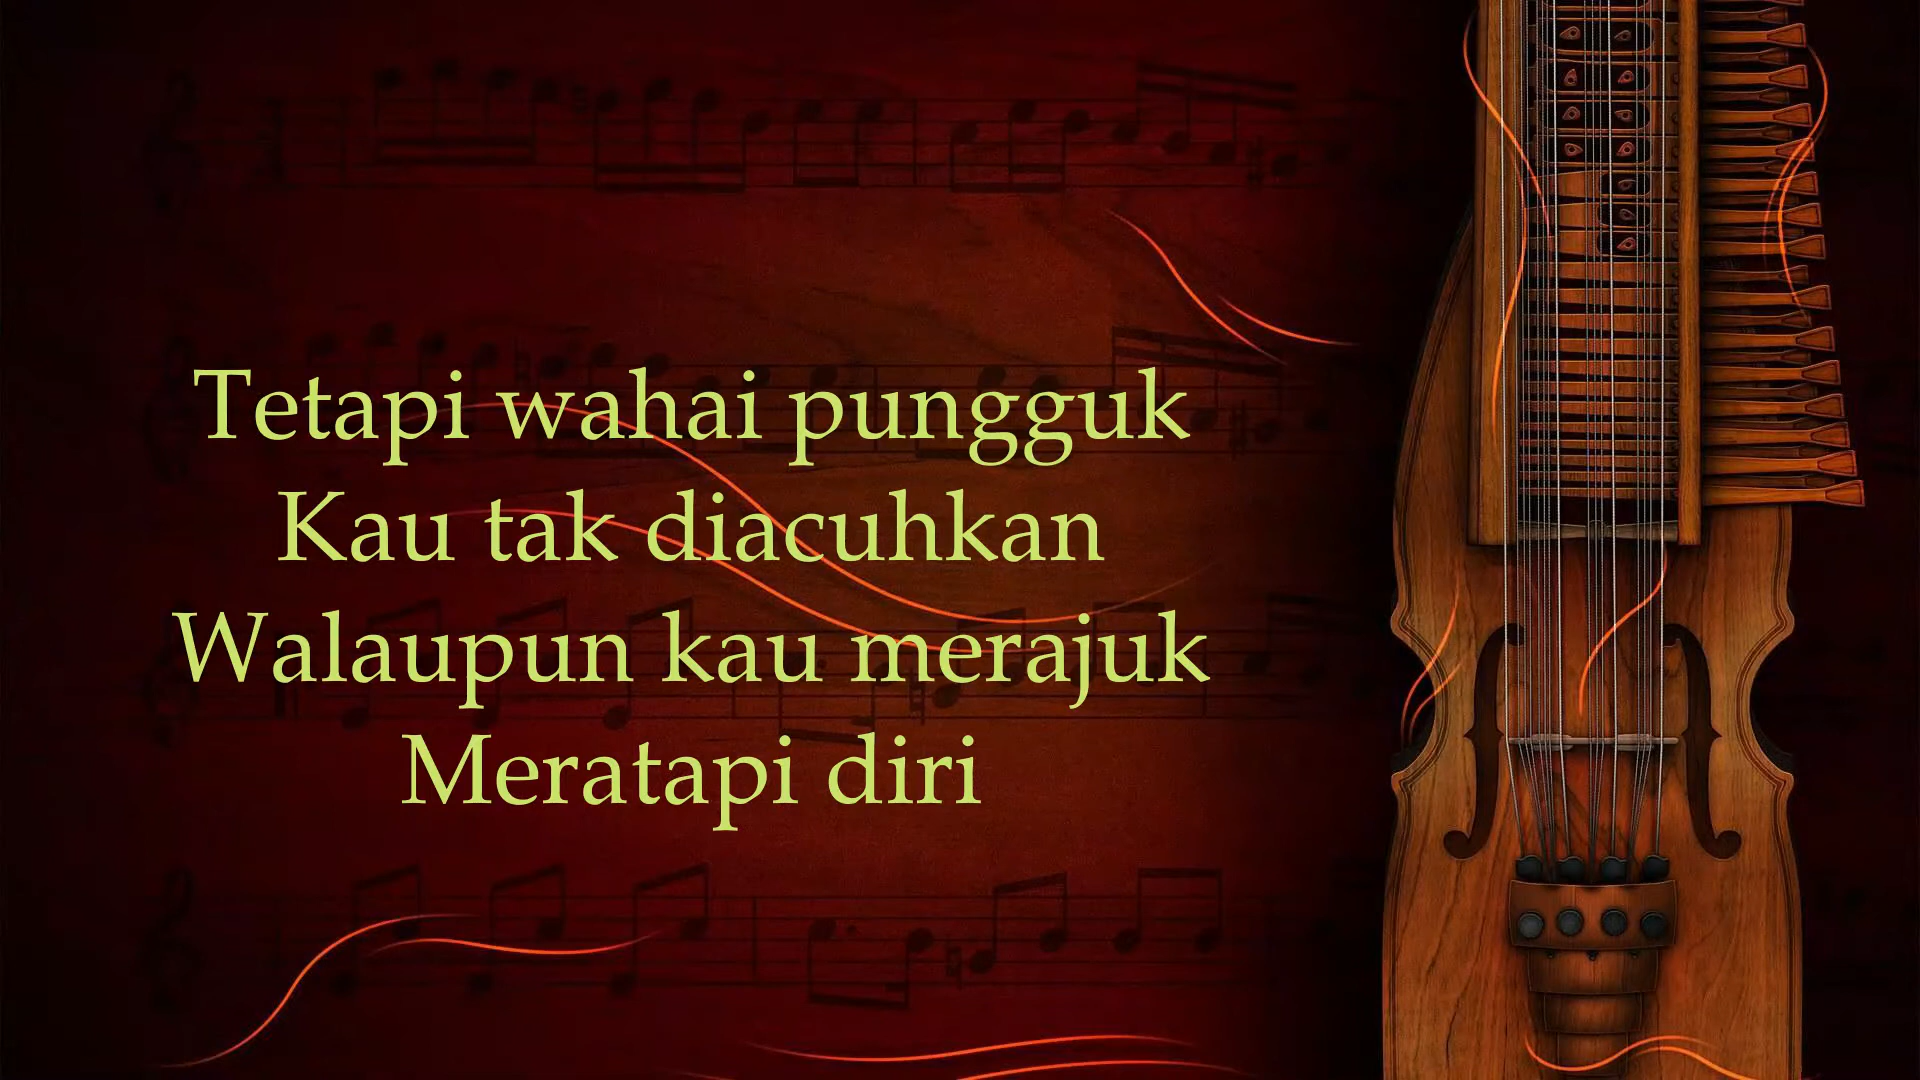 Tetapi wahai pungguk
Kau tak diacuhkan
Walaupun kau merajuk
Meratapi diri